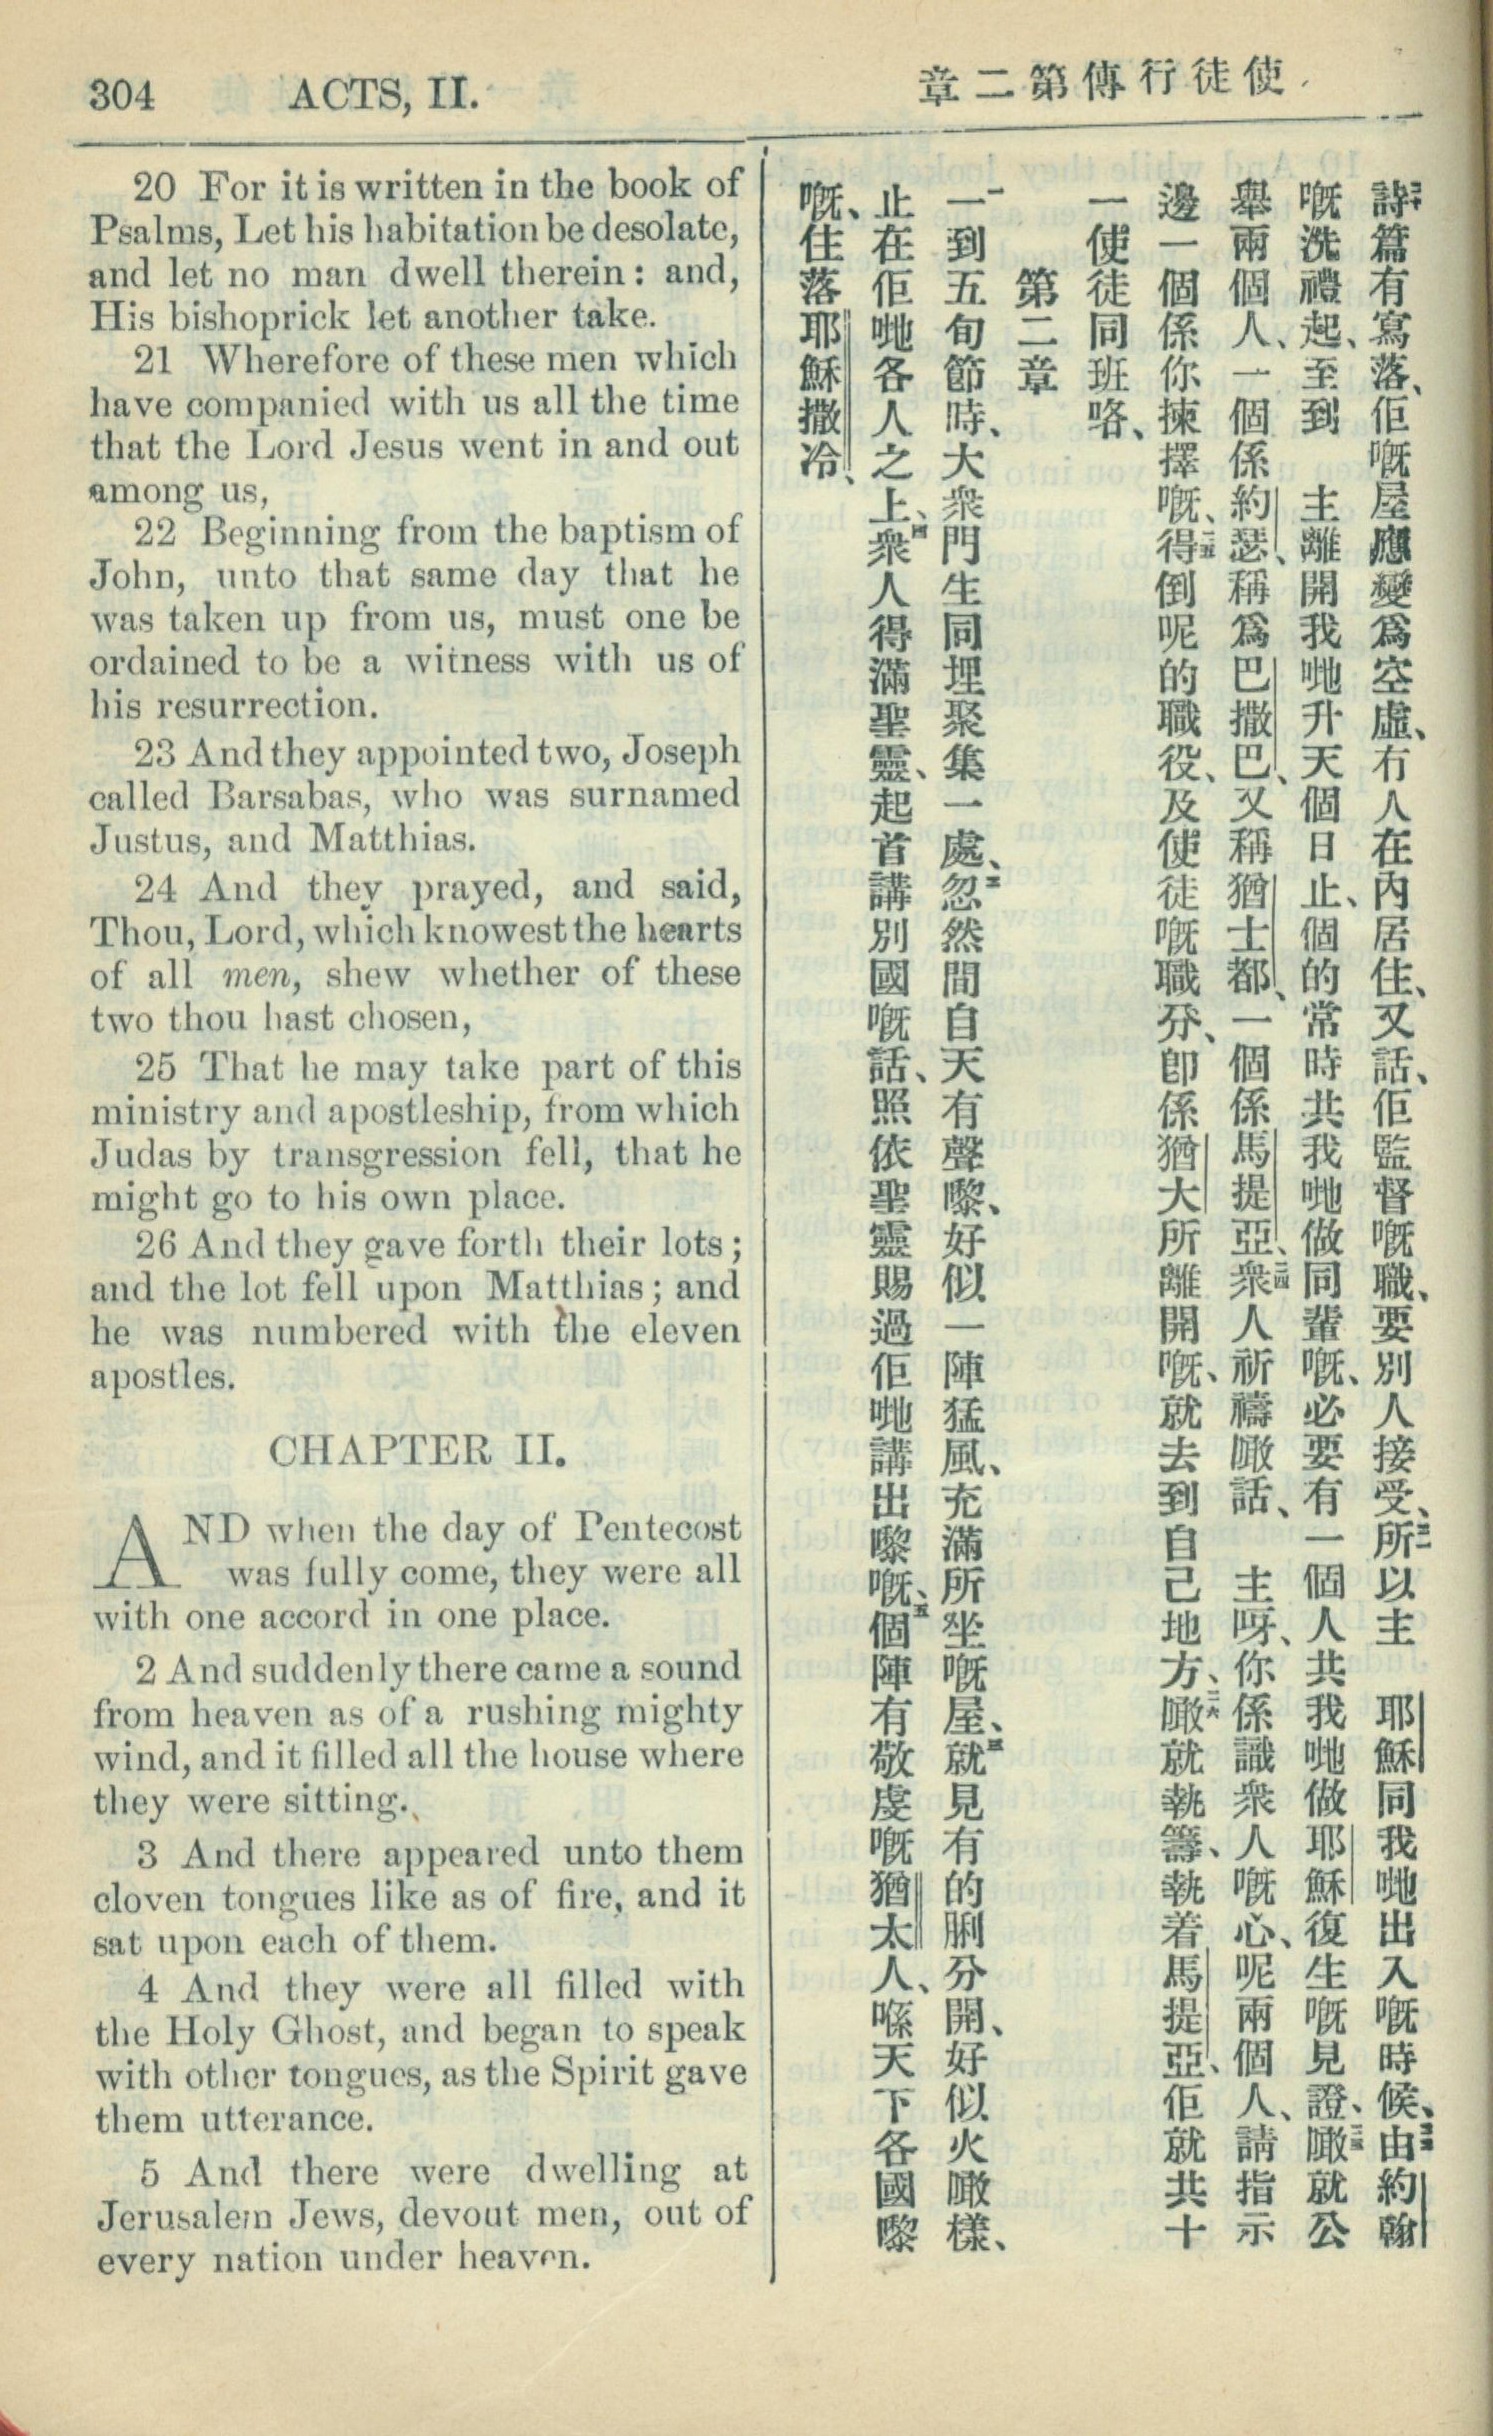 304 ACTS, II.
使徒行傳第二章
20 For it is written in the book of
Psalms, Let his habitation be desolate,
and let no man dwell therein: and,
His bishoprick let another take.
21 Wherefore of these men which
have companied with us all the time
that the Lord Jesus went in and out
among us,
22 Beginning from the baptism of
John, unto that same day that he
was taken up from us, must one be
ordained to be a witness with us of
his resurrection.
23 And they appointed two, Joseph
called Barsabas, who was surnamed
Justus, and Matthias.
24 And they prayed, and said,
Thou, Lord, which knowest the hearts
of all men, shew whether of these
two thou hast chosen,
25 That he may take part of this
ministry and apostleship, from which
Judas by transgression fell, that he
might go to his own place.
26 And they gave forth their lots;
and the lot fell upon Matthias; and
he was numbered with the eleven
apostles.
CHAPTER II.
AND when the day of Pentecost
was fully come, they were all
with one accord in one place.
2 And suddenly there came a sound
from heaven as of a rushing mighty
wind, and it filled all the house where
they were sitting.
3 And there appeared unto them
cloven tongues like as of fire, and it
sat upon each of them.
4 And they were all filled with
the Holy Ghost, and began to speak
with other tongues, as the Spirit gave
them utterance.
5 And there were dwelling at
Jerusalem Jews, devout men, out of
every nation under heaven.
二十詩篇有寫落、佢嘅屋應變爲空虛、冇人在內居住、又話、佢監督嘅職、要別人接受、二一所以主 耶穌同我哋出入嘅時候、二二由約翰
嘅洗禮起、至到 主離開我哋升天個日止、個的常時共我哋做同輩嘅、必要有一個人共我哋做耶穌復生嘅見證、二三噉就公
舉兩個人、一個係約瑟、稱爲巴撒巴、又稱猶士都、一個係馬提亞、二四衆人祈禱噉話、 主呀、你係識衆人嘅心、呢兩個人、請指示
邊一個係你揀擇嘅、二五得倒呢的職役、及使徒嘅職分、即係猶大所離開嘅、就去到自己地方、二六噉就執籌、執着馬提亞、佢就共十
一使徒同班咯、
第二章
一一到五旬節時、大衆門生同埋聚集一處、二忽然間自天有聲嚟、好似一陣猛風、充滿所坐嘅屋、三就見有的脷分開、好似火噉樣、
止在佢哋各人之上、四衆人得滿聖靈、起首講別國嘅話、照依聖靈賜過佢哋講出嚟嘅、五個陣有敬虔嘅猶太人、喺天下各國嚟
嘅、住落耶穌撒冷、